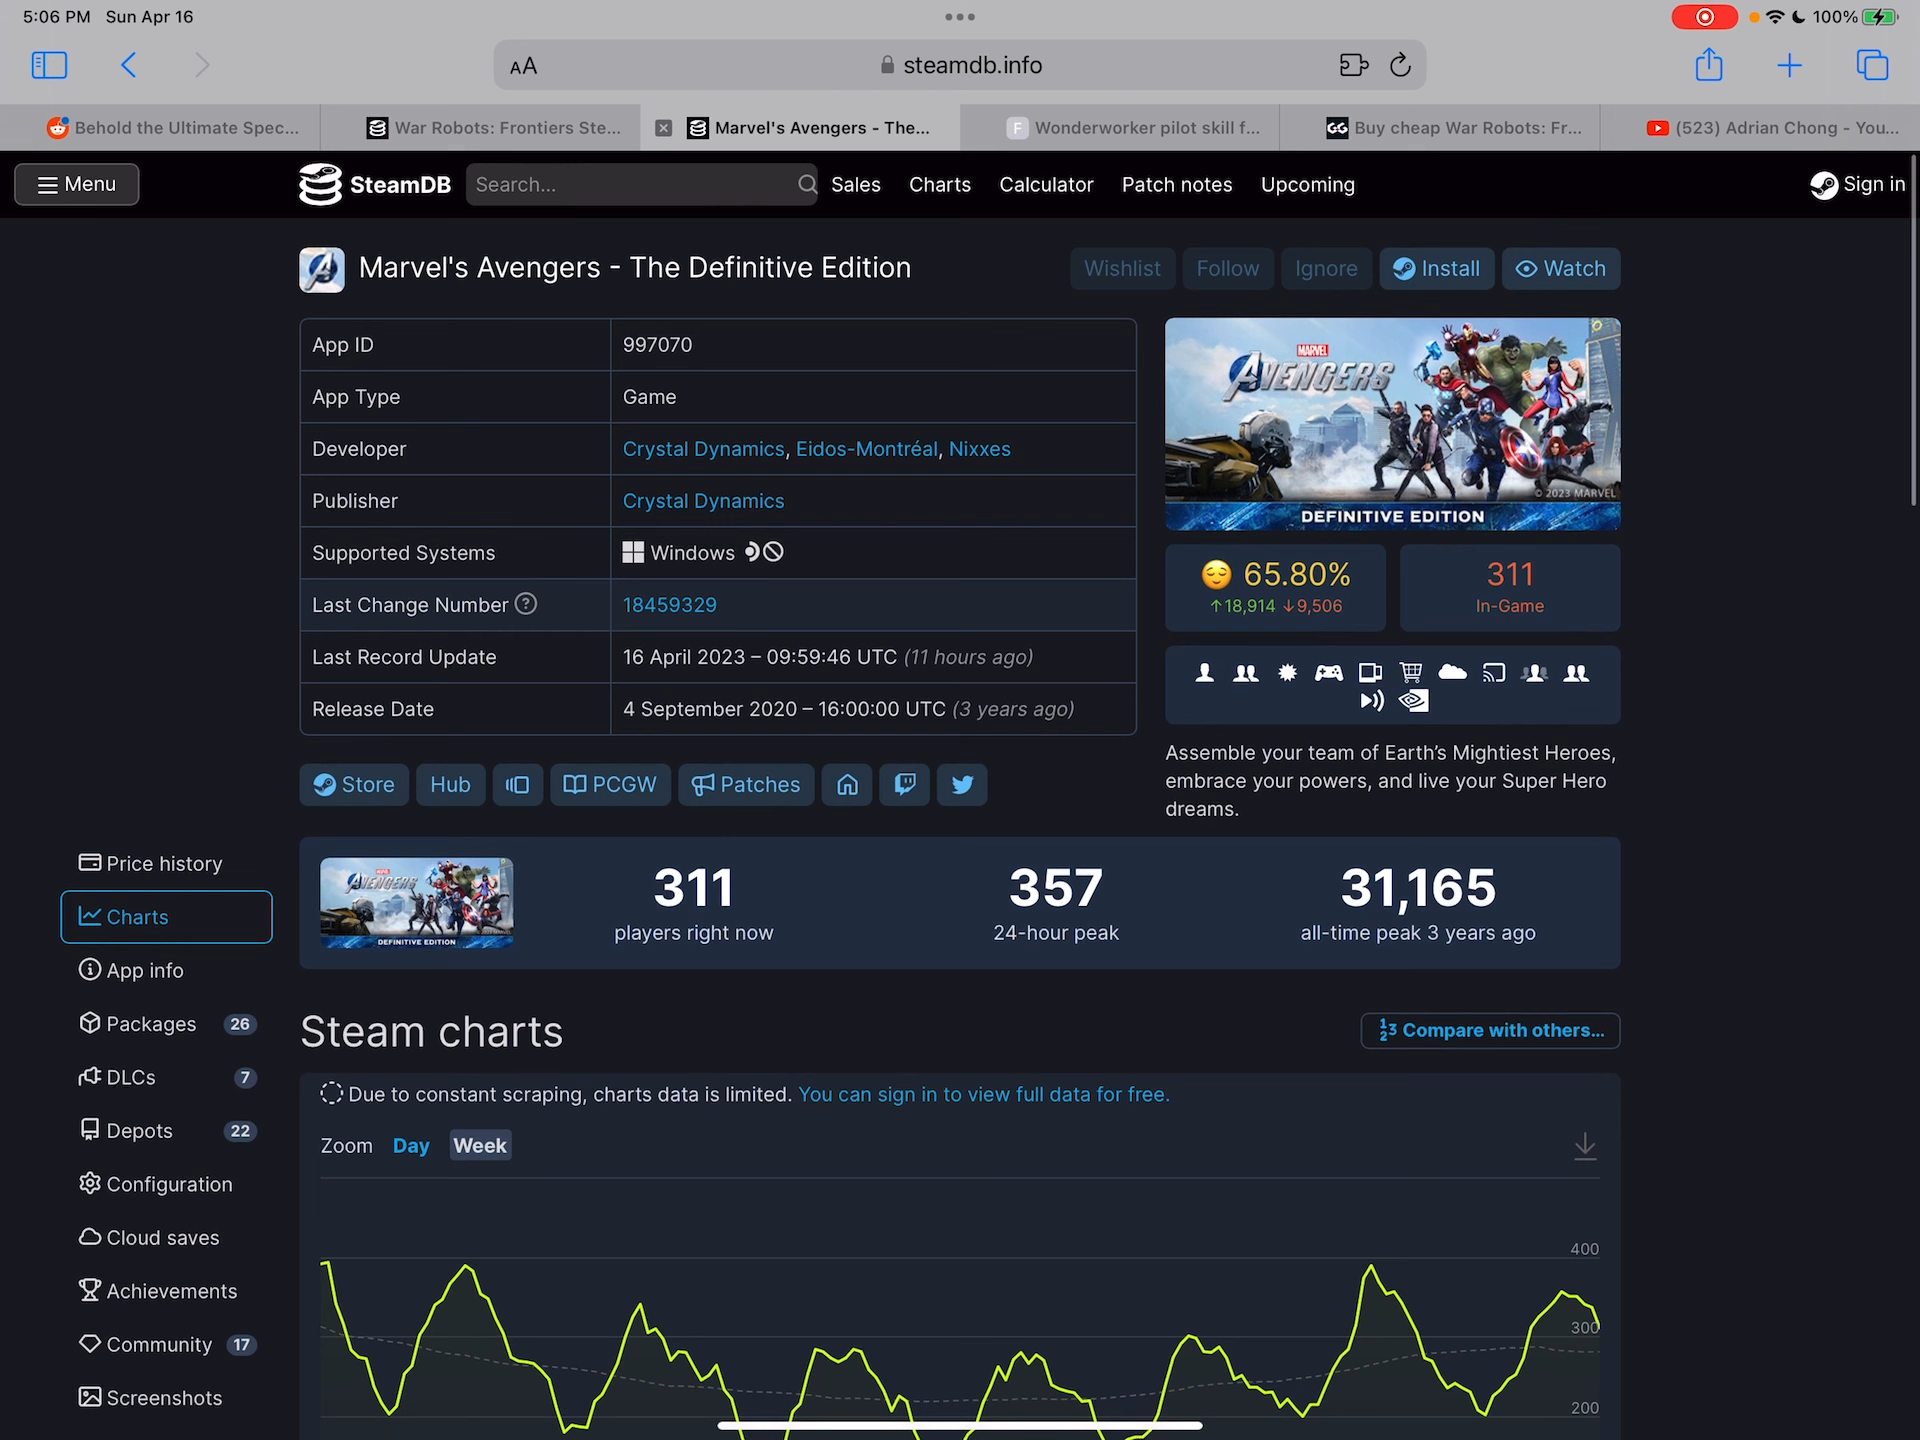 5:06 PM Sun Apr 16
100%
AA
steamdb.info
Behold the Ultimate Spec...
War Robots: Frontiers Ste...
Marvel's Avengers - The...
Wonderworker pilot skill f...
Buy cheap War Robots: Fr...
(523) Adrian Chong - You...
Menu
SteamDB
Search...
Sales
Charts
Calculator
Patch notes
Upcoming
Sign in
Marvel's Avengers - The Definitive Edition
Wishlist
Follow
Ignore
Install
Watch
App ID 997070
App Type Game
Developer Crystal Dynamics, Eidos-Montréal, Nixxes
Publisher Crystal Dynamics
Supported Systems Windows
Last Change Number 18459329
Last Record Update 16 April 2023 – 09:59:46 UTC (11 hours ago)
Release Date 4 September 2020 – 16:00:00 UTC (3 years ago)
MARVEL
AVENGERS
© 2023 MARVEL
DEFINITIVE EDITION
65.80%
↑18,914 ↓9,506
311
In-Game
Assemble your team of Earth's Mightiest Heroes,
embrace your powers, and live your Super Hero
dreams.
Store
Hub
PCGW
Patches
MARVEL
AVENGERS
DEFINITIVE EDITION
311
players right now
357
24-hour peak
31,165
all-time peak 3 years ago
Price history
Charts
App info
Packages 26
DLCs 7
Depots 22
Configuration
Cloud saves
Achievements
Community 17
Screenshots
Steam charts
Compare with others...
Due to constant scraping, charts data is limited. You can sign in to view full data for free.
Zoom Day Week
400
300
200